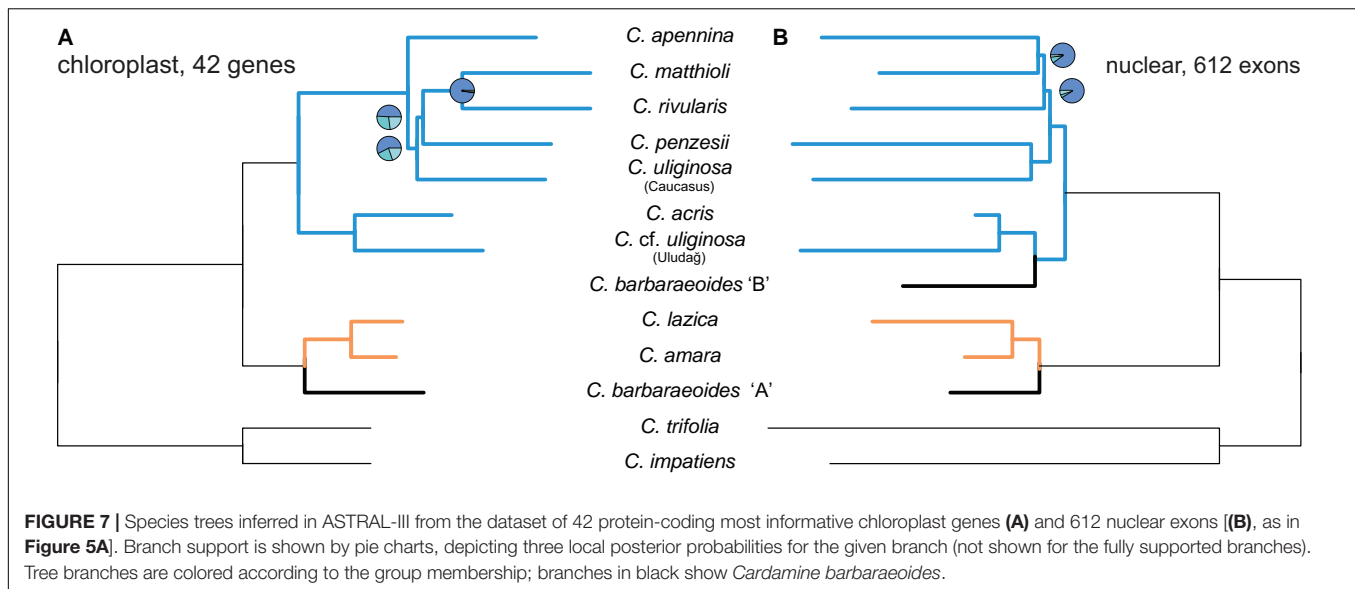 A
chloroplast, 42 genes
B
nuclear, 612 exons
C. apennina
C. matthioli
C. rivularis
C. penzesii
C. uliginosa
(Caucasus)
C. acris
C. cf. uliginosa
(Uludağ)
C. barbaraeoides ‘B’
C. lazica
C. amara
C. barbaraeoides ‘A’
C. trifolia
C. impatiens
FIGURE 7 | Species trees inferred in ASTRAL-III from the dataset of 42 protein-coding most informative chloroplast genes (A) and 612 nuclear exons [(B), as in
Figure 5A]. Branch support is shown by pie charts, depicting three local posterior probabilities for the given branch (not shown for the fully supported branches).
Tree branches are colored according to the group membership; branches in black show Cardamine barbaraeoides.